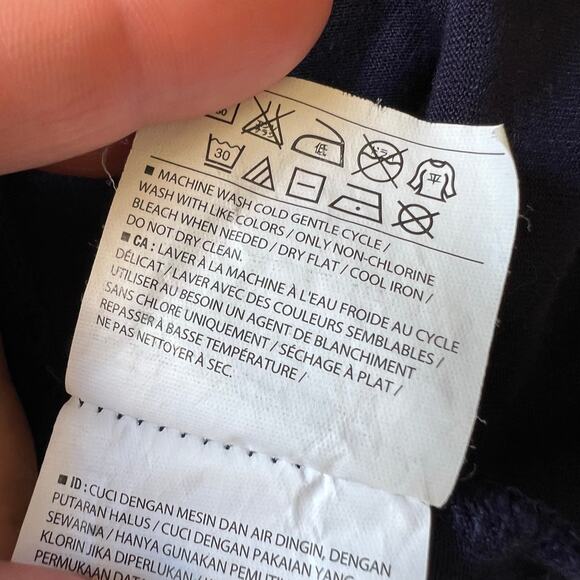 30
低 平
30
■ MACHINE WASH COLD GENTLE CYCLE /
WASH WITH LIKE COLORS / ONLY NON-CHLORINE
BLEACH WHEN NEEDED / DRY FLAT / COOL IRON /
DO NOT DRY CLEAN.
■ CA : LAVER À LA MACHINE À L'EAU FROIDE AU CYCLE
DÉLICAT / LAVER AVEC DES COULEURS SEMBLABLES /
UTILISER AU BESOIN UN AGENT DE BLANCHIMENT
SANS CHLORE UNIQUEMENT / SÉCHAGE À PLAT /
REPASSER À BASSE TEMPÉRATURE /
NE PAS NETTOYER À SEC.
■ ID : CUCI DENGAN MESIN DAN AIR DINGIN, DENGAN
PUTARAN HALUS / CUCI DENGAN PAKAIAN YANG
SEWARNA / HANYA GUNAKAN PEMUTIH
KLORIN JIKA DIPERLUKAN /
PERMUKAAN